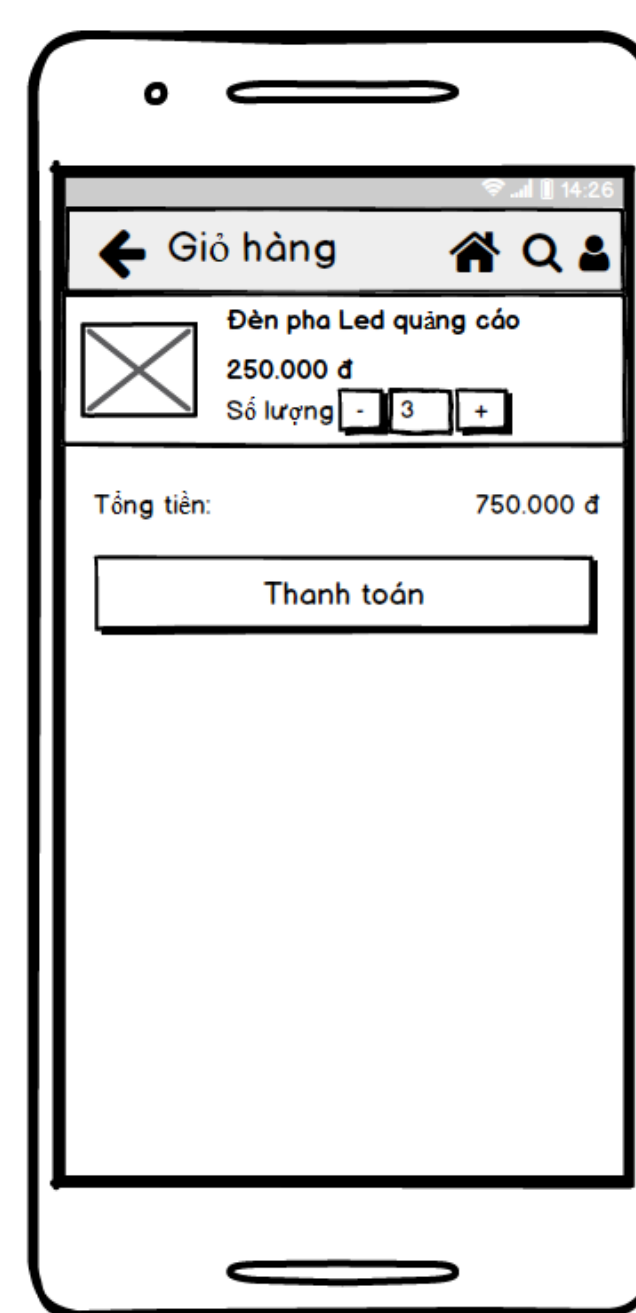 14:26
Giỏ hàng
Đèn pha Led quảng cáo
250.000 đ
Số lượng - 3 +
Tổng tiền: 750.000 đ
Thanh toán